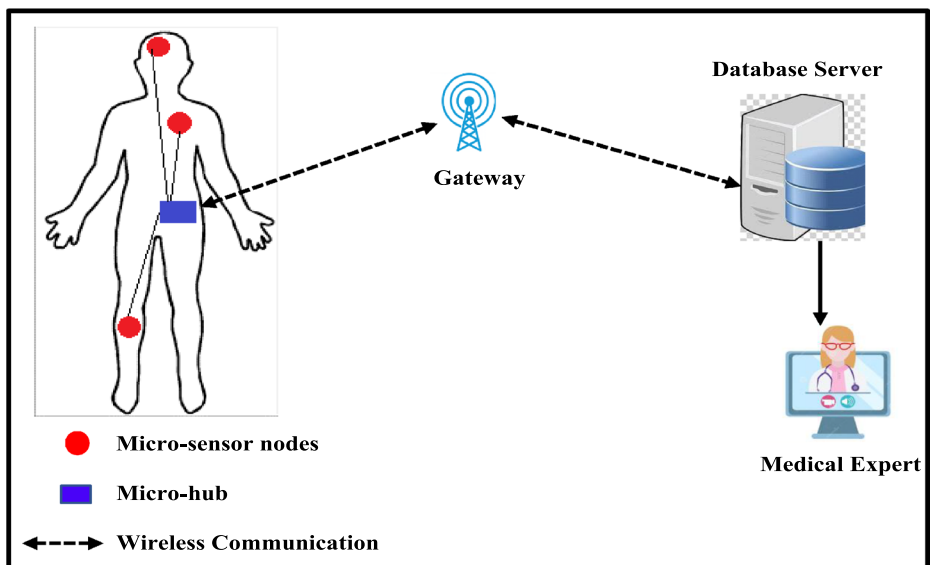 Database Server
Gateway
Medical Expert
Micro-sensor nodes
Micro-hub
Wireless Communication